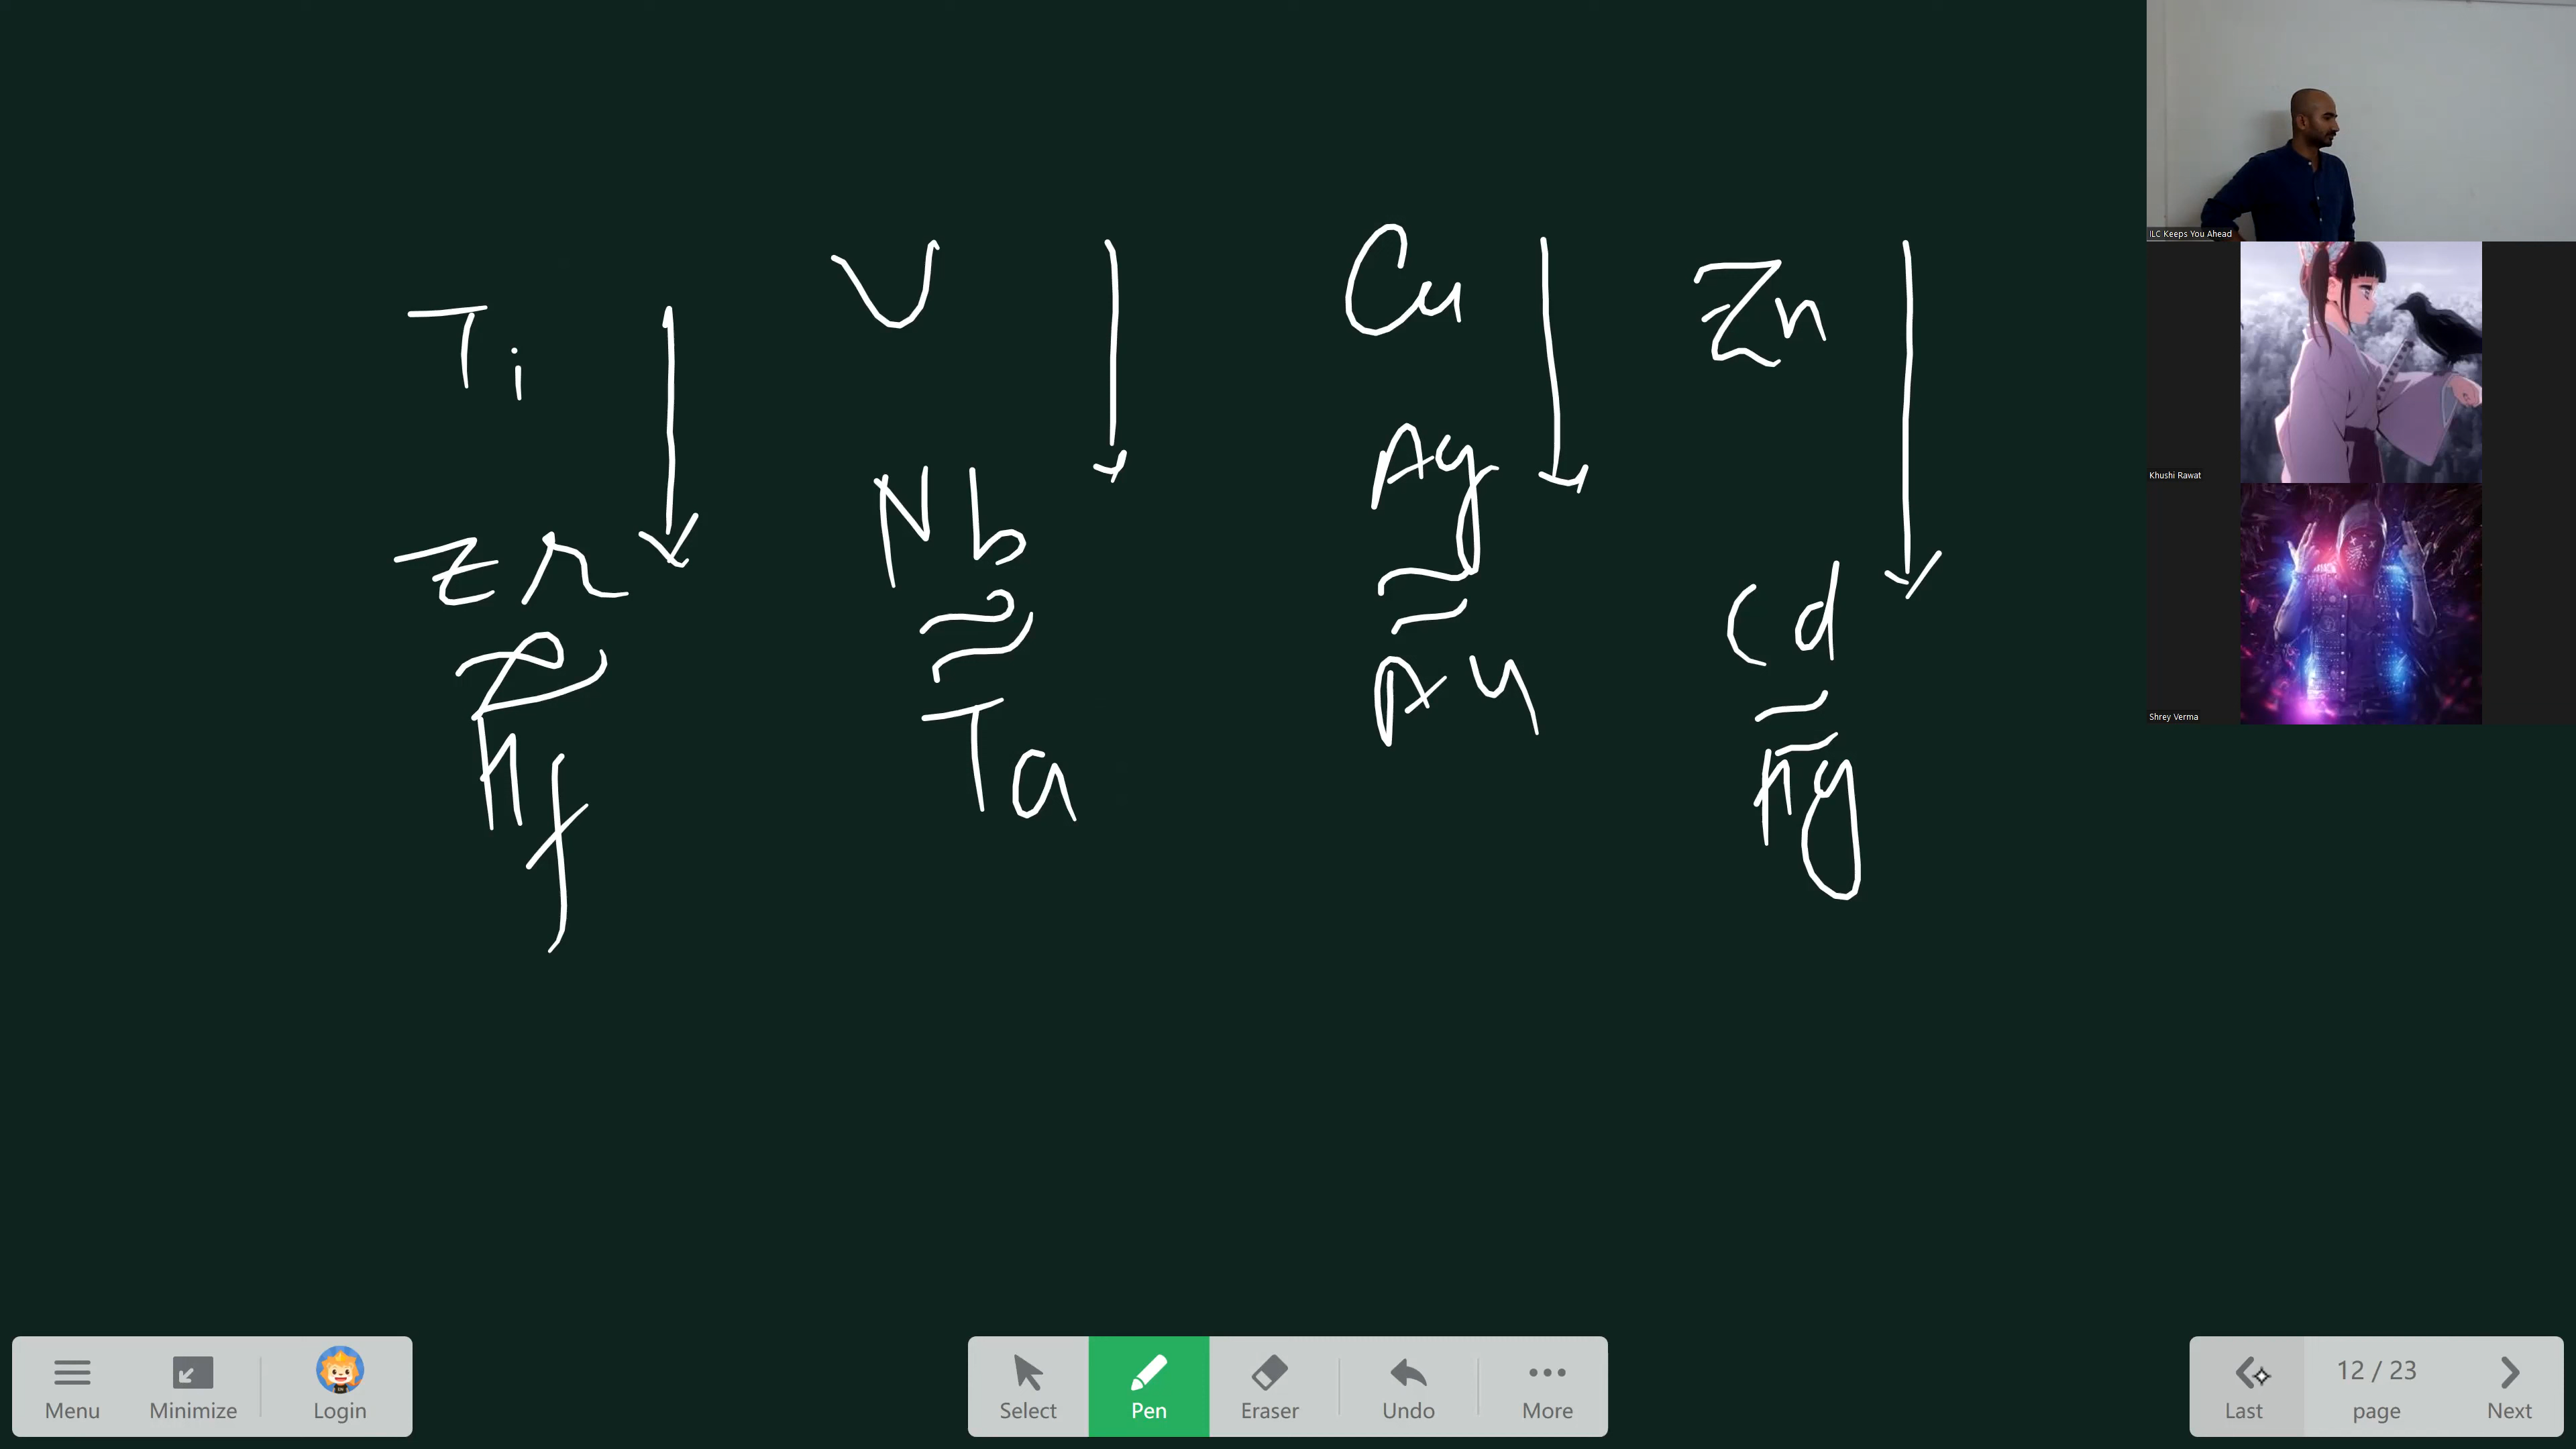 Ti V Cu Zn
Zr Nb Ag Cd
≈ ≈ ≈ ≈
Hf Ta Au Hg
ILC Keeps You Ahead
Khushi Rawat
Shrey Verma
Menu Minimize Login
Select Pen Eraser Undo More
Last 12 / 23 page Next